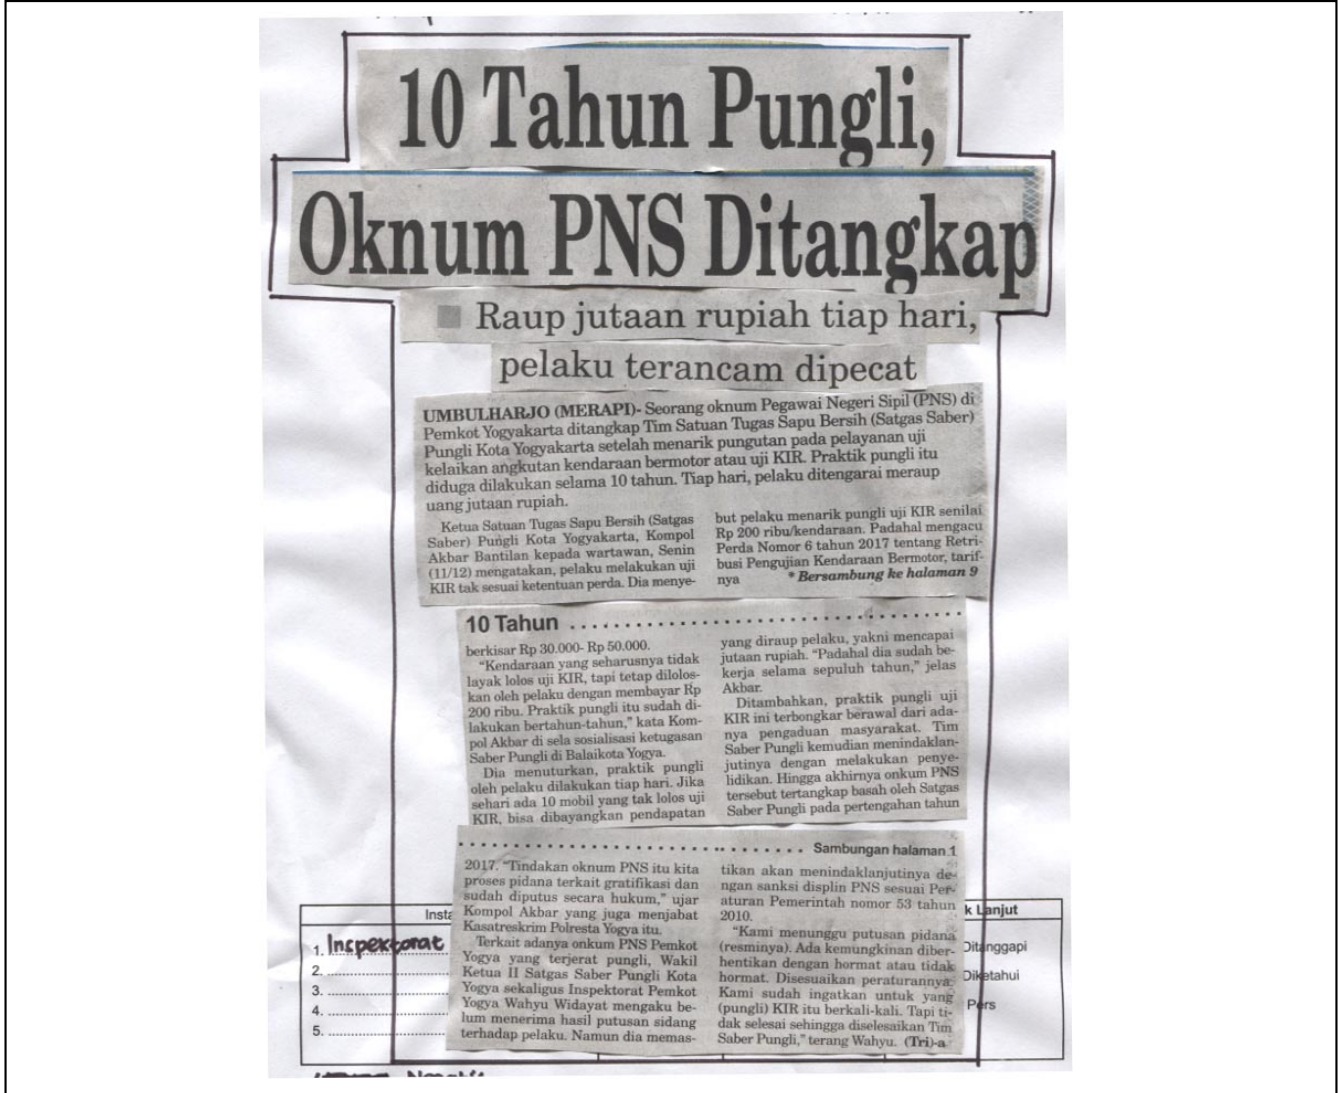 10 Tahun Pungli,
Oknum PNS Ditangkap
Raup jutaan rupiah tiap hari,
pelaku terancam dipecat
UMBULHARJO (MERAPI)- Seorang oknum Pegawai Negeri Sipil (PNS) di
Pemkot Yogyakarta ditangkap Tim Satuan Tugas Sapu Bersih (Satgas Saber)
Pungli Kota Yogyakarta setelah menarik pungutan pada pelayanan uji
kelaikan angkutan kendaraan bermotor atau uji KIR. Praktik pungli itu
diduga dilakukan selama 10 tahun. Tiap hari, pelaku ditengarai meraup
uang jutaan rupiah.
Ketua Satuan Tugas Sapu Bersih (Satgas
Saber) Pungli Kota Yogyakarta, Kompol
Akbar Bantilan kepada wartawan, Senin
(11/12) mengatakan, pelaku melakukan uji
KIR tak sesuai ketentuan perda. Dia menye-
but pelaku menarik pungli uji KIR senilai
Rp 200 ribu/kendaraan. Padahal mengacu
Perda Nomor 6 tahun 2017 tentang Retri-
busi Pengujian Kendaraan Bermotor, tarif-
nya * Bersambung ke halaman 9
10 Tahun
berkisar Rp 30.000- Rp 50.000.
“Kendaraan yang seharusnya tidak
layak lolos uji KIR, tapi tetap dilolos-
kan oleh pelaku dengan membayar Rp
200 ribu. Praktik pungli itu sudah di-
lakukan bertahun-tahun,” kata Kom-
pol Akbar di sela sosialisasi ketugasan
Saber Pungli di Balaikota Yogya.
Dia menuturkan, praktik pungli
oleh pelaku dilakukan tiap hari. Jika
sehari ada 10 mobil yang tak lolos uji
KIR, bisa dibayangkan pendapatan
yang diraup pelaku, yakni mencapai
jutaan rupiah. “Padahal dia sudah be-
kerja selama sepuluh tahun,” jelas
Akbar.
Ditambahkan, praktik pungli uji
KIR ini terbongkar berawal dari ada-
nya pengaduan masyarakat. Tim
Saber Pungli kemudian menindaklan-
jutinya dengan melakukan penye-
lidikan. Hingga akhirnya onkum PNS
tersebut tertangkap basah oleh Satgas
Saber Pungli pada pertengahan tahun
Sambungan halaman 1
2017. “Tindakan oknum PNS itu kita
proses pidana terkait gratifikasi dan
sudah diputus secara hukum,” ujar
Kompol Akbar yang juga menjabat
Kasatreskrim Polresta Yogya itu.
Terkait adanya onkum PNS Pemkot
Yogya yang terjerat pungli, Wakil
Ketua II Satgas Saber Pungli Kota
Yogya sekaligus Inspektorat Pemkot
Yogya Wahyu Widayat mengaku be-
lum menerima hasil putusan sidang
terhadap pelaku. Namun dia memas-
tikan akan menindaklanjutinya de-
ngan sanksi displin PNS sesuai Per-
aturan Pemerintah nomor 53 tahun
2010.
“Kami menunggu putusan pidana
(resminya). Ada kemungkinan diber-
hentikan dengan hormat atau tidak
hormat. Disesuaikan peraturannya.
Kami sudah ingatkan untuk yang
(pungli) KIR itu berkali-kali. Tapi ti-
dak selesai sehingga diselesaikan Tim
Saber Pungli,” terang Wahyu. (Tri)-a
Insta
1. Inspektorat
2.
3.
4.
5.
k Lanjut
Ditanggapi
Diketahui
Pers